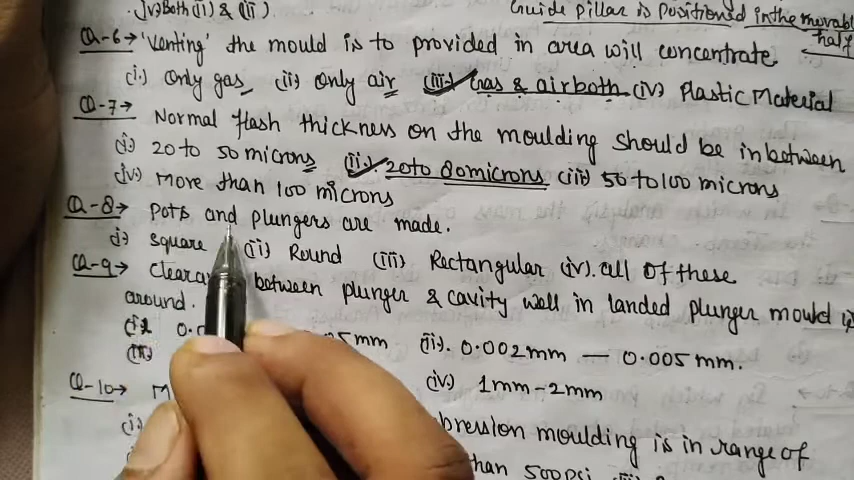 (iv) Both (ii) & (iii)
Guide pillar is positioned in the movable
half
Q-6→ 'Venting' the mould is to provided in area will concentrate.
(i.) Only gas (ii) Only air (iii.) Gas & air both (iv) Plastic Material
Q-7→ Normal flash thickness on the moulding should be in between
(i) 20 to 50 microns (ii.) 20 to 80 microns (iii) 50 to 100 microns
(iv) More than 100 microns
Q-8→ Pots and plungers are made.
(i) Square (ii) Round (iii) Rectangular (iv). all of these
Q-9→ between plunger & cavity well in landed plunger mould is
around.
(i) 5mm (ii). 0.002mm — 0.005mm.
(iii) (iv) 1mm-2mm
Q-10→ moulding is in range of
than 500psi